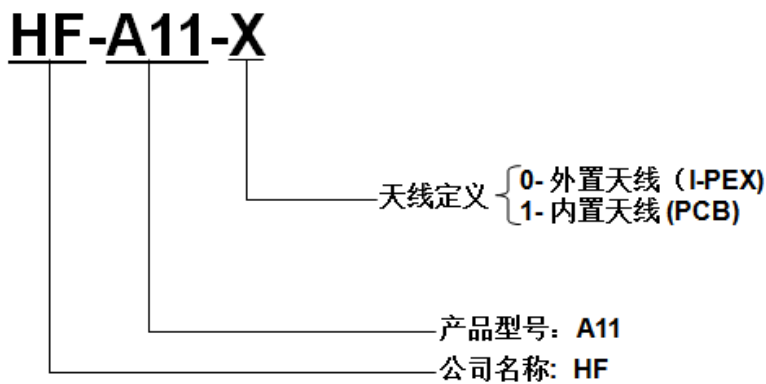 HF-A11-X
天线定义
0- 外置天线（I-PEX)
1- 内置天线 (PCB)
产品型号：A11
公司名称: HF